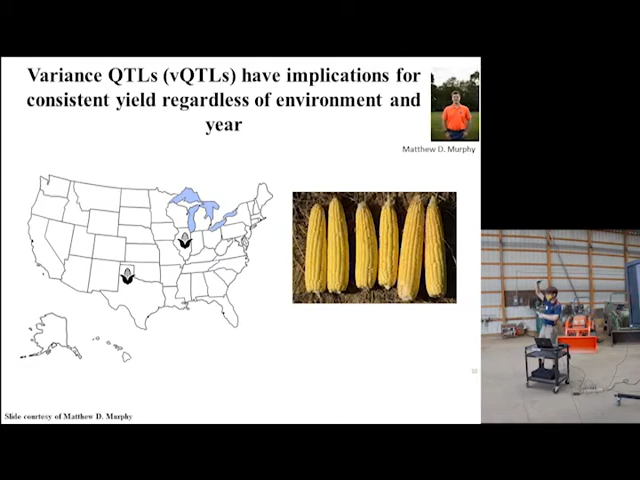 Variance QTLs (vQTLs) have implications for
consistent yield regardless of environment and
year
Matthew D. Murphy
Slide courtesy of Matthew D. Murphy